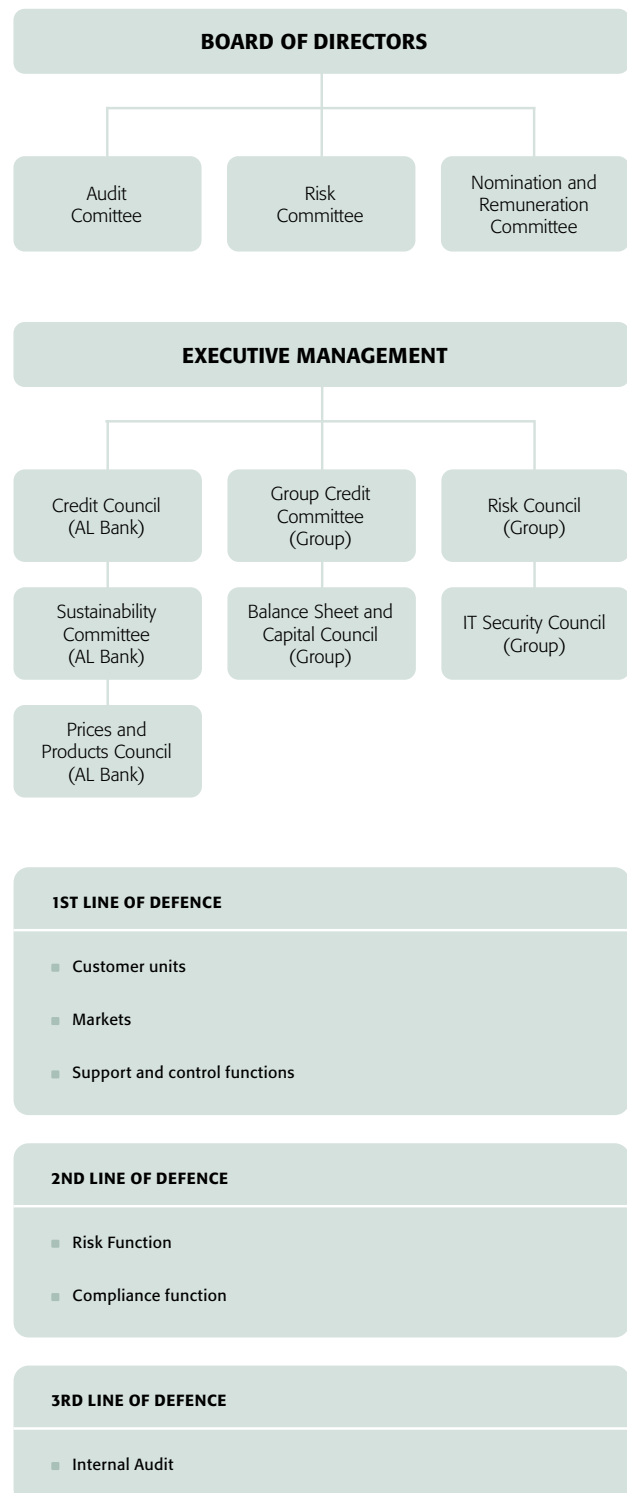 BOARD OF DIRECTORS
Audit
Comittee
Risk
Committee
Nomination and
Remuneration
Committee
EXECUTIVE MANAGEMENT
Credit Council
(AL Bank)
Group Credit
Committee
(Group)
Risk Council
(Group)
Sustainability
Committee
(AL Bank)
Balance Sheet and
Capital Council
(Group)
IT Security Council
(Group)
Prices and
Products Council
(AL Bank)
1ST LINE OF DEFENCE
Customer units
Markets
Support and control functions
2ND LINE OF DEFENCE
Risk Function
Compliance function
3RD LINE OF DEFENCE
Internal Audit